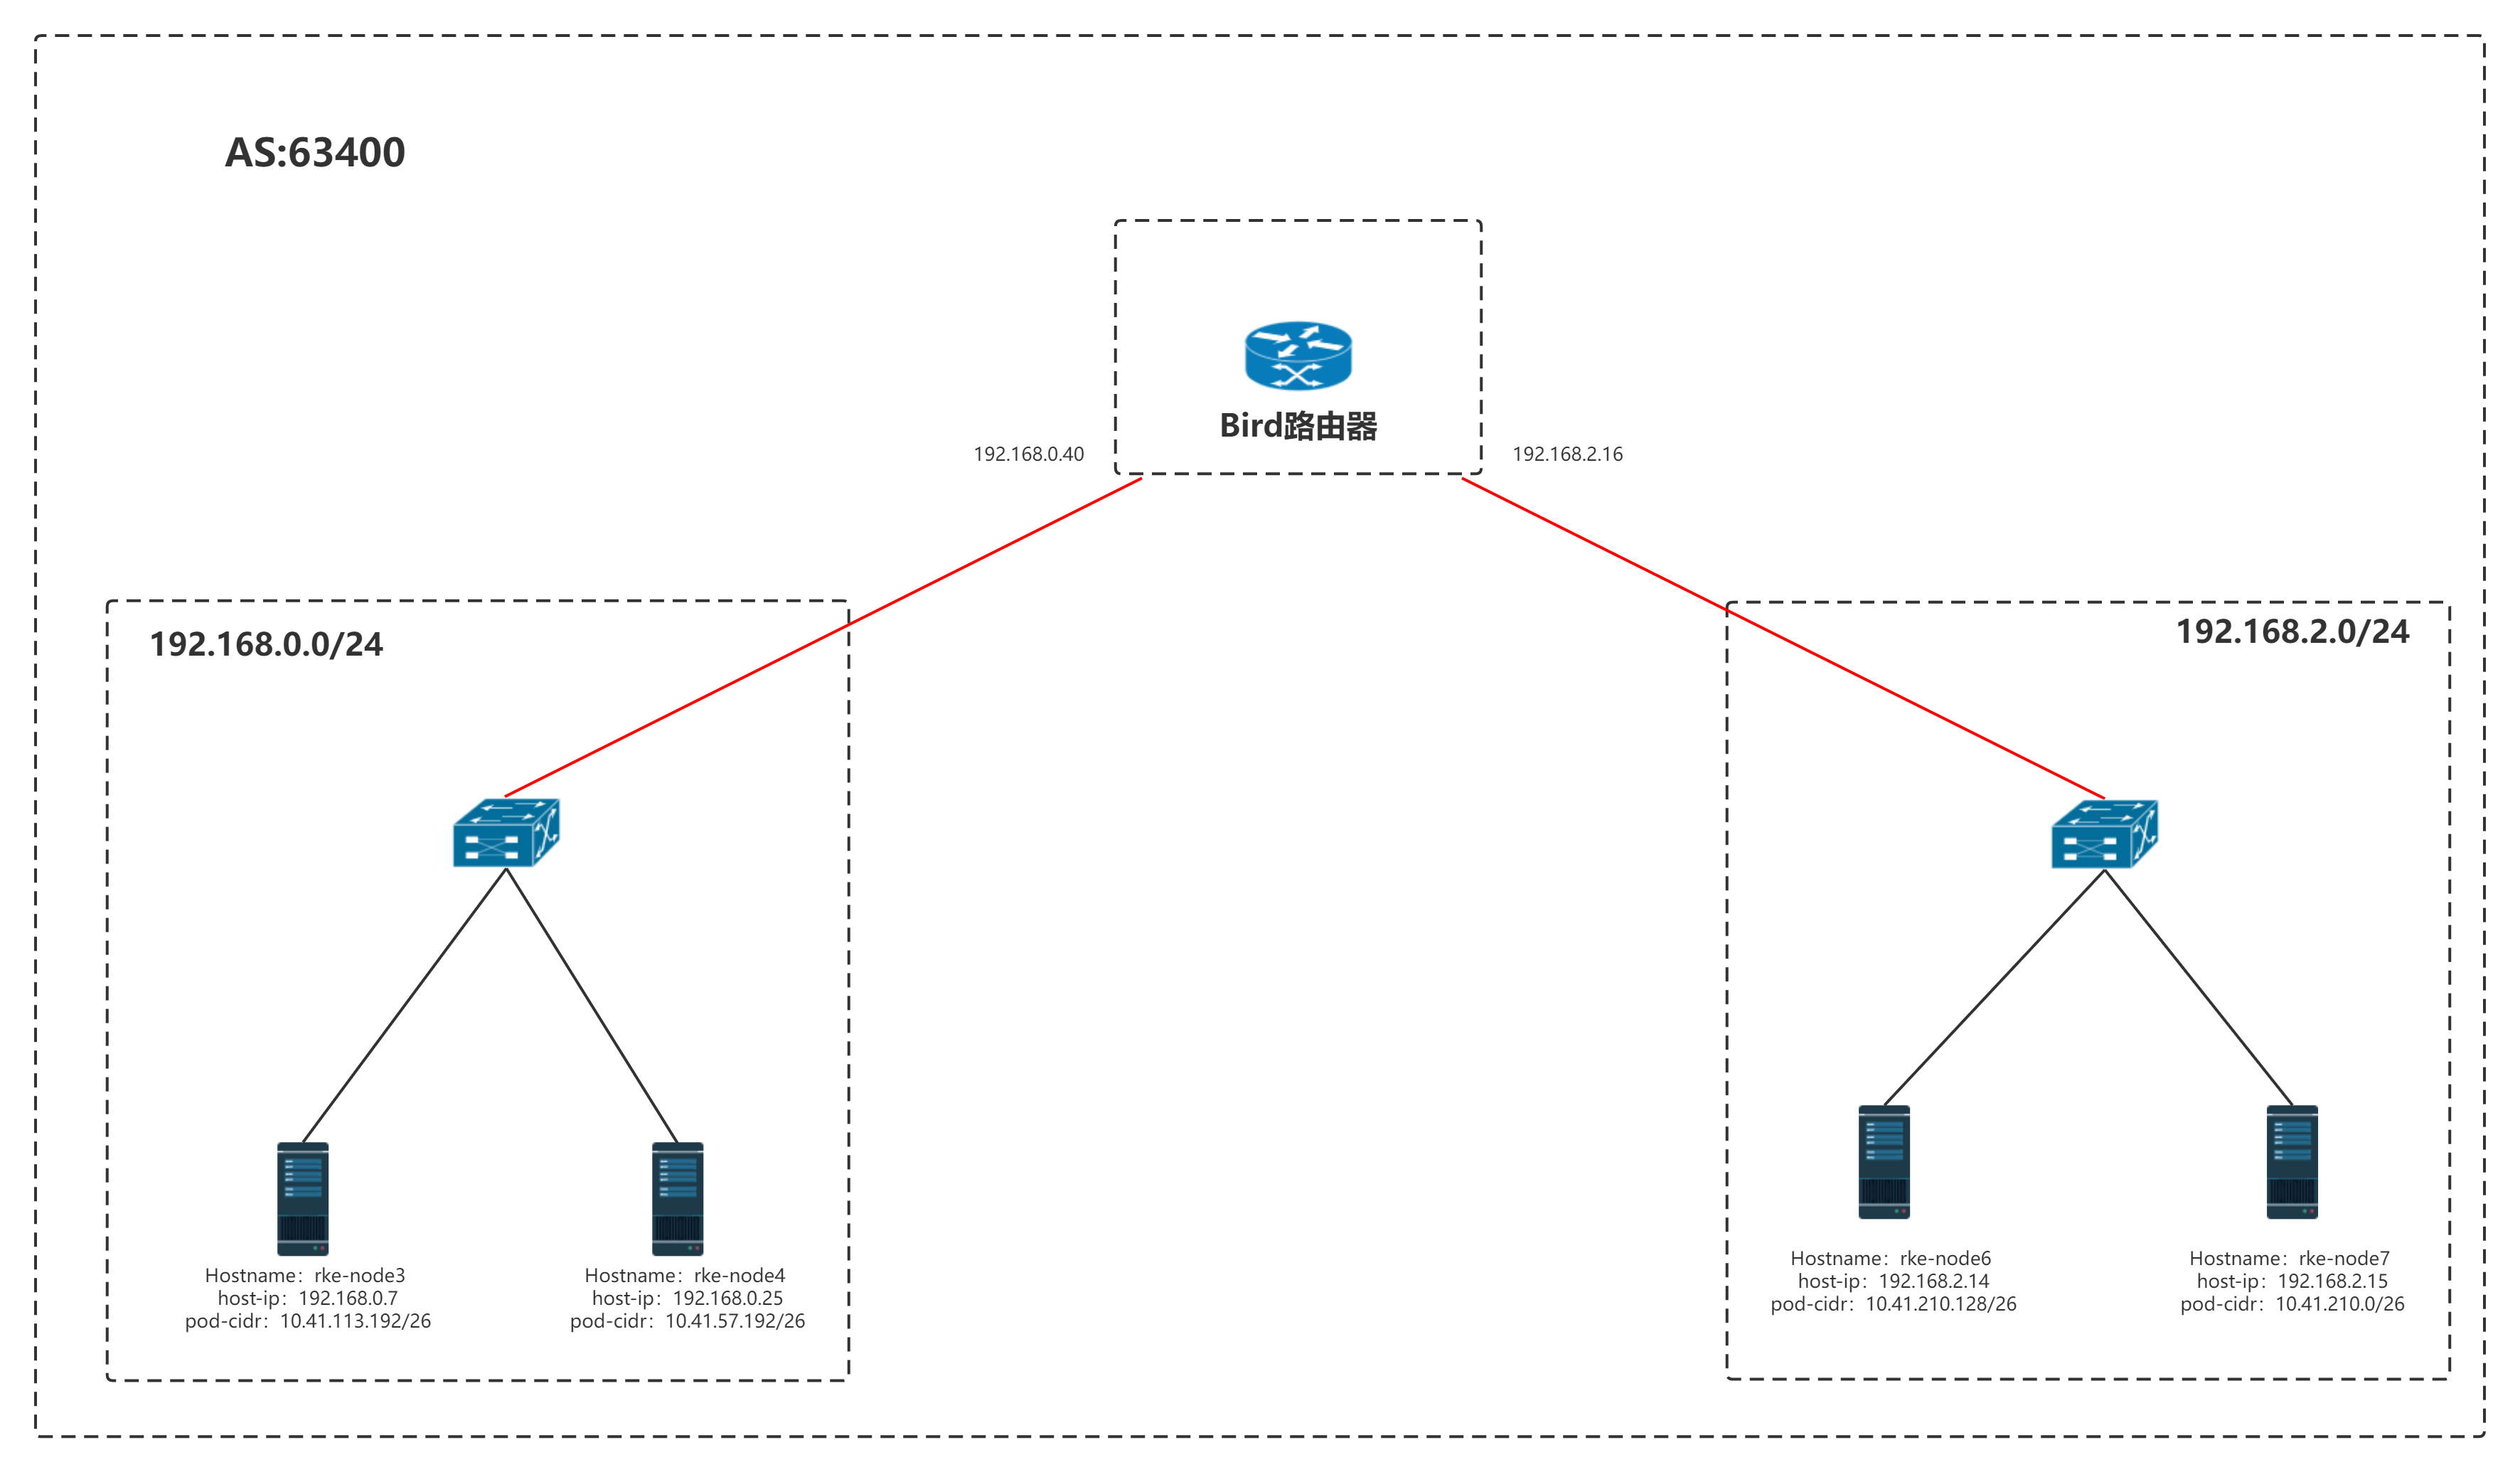 AS:63400
Bird路由器
192.168.0.40
192.168.2.16
192.168.0.0/24
192.168.2.0/24
Hostname：rke-node3
host-ip：192.168.0.7
pod-cidr：10.41.113.192/26
Hostname：rke-node4
host-ip：192.168.0.25
pod-cidr：10.41.57.192/26
Hostname：rke-node6
host-ip：192.168.2.14
pod-cidr：10.41.210.128/26
Hostname：rke-node7
host-ip：192.168.2.15
pod-cidr：10.41.210.0/26